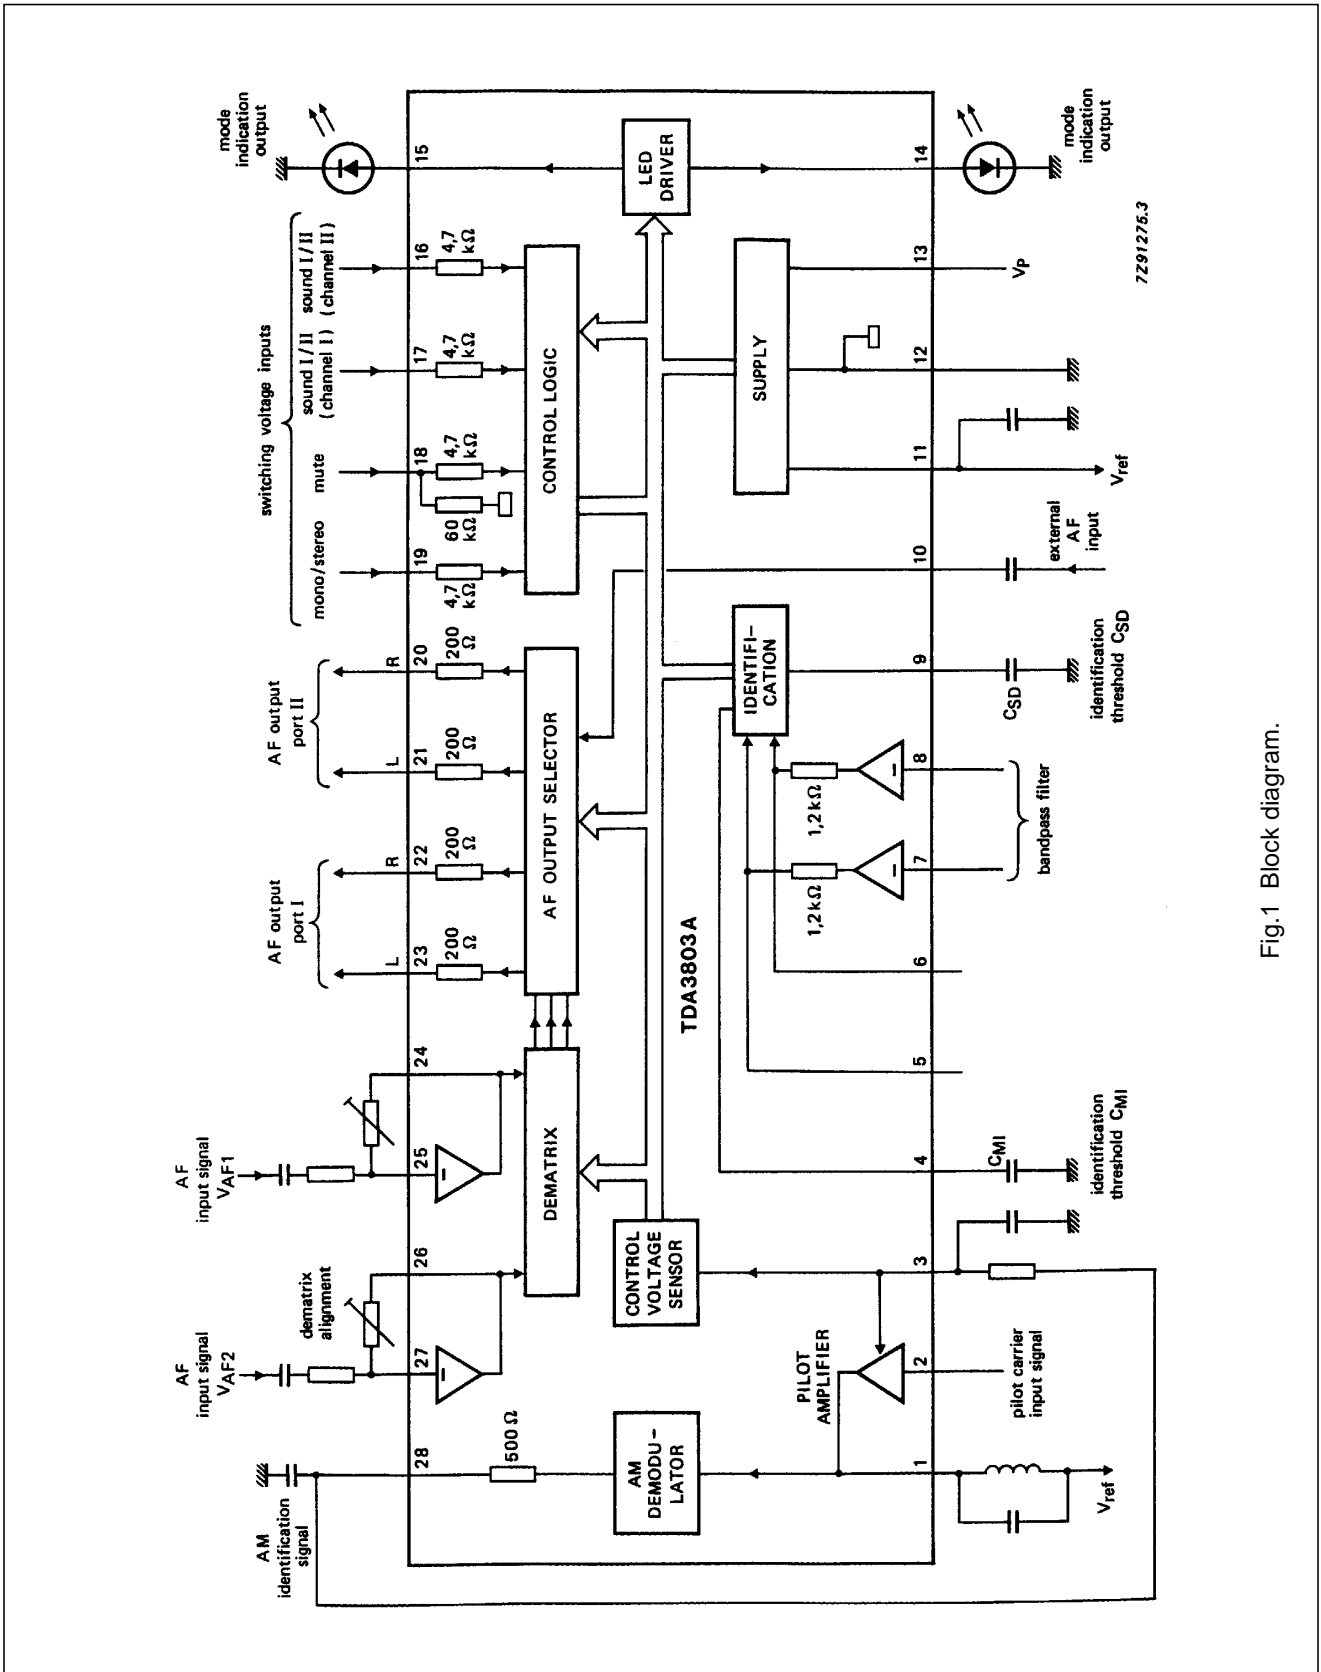 AM
identification
signal
AF
input signal
VAF2
dematrix
alignment
AF
input signal
VAF1
AF output
port I
L
R
AF output
port II
L
R
switching voltage inputs
mono/stereo
mute
sound I/II
(channel I)
sound I/II
(channel II)
mode
indication
output
28
27
26
25
24
23
22
21
20
19
18
17
16
15
500 Ω
200
Ω
200
Ω
200
Ω
200
Ω
4,7
kΩ
60
kΩ
4,7
kΩ
4,7
kΩ
4,7
kΩ
DEMATRIX
AF OUTPUT SELECTOR
CONTROL LOGIC
AM
DEMODU–
LATOR
CONTROL
VOLTAGE
SENSOR
LED
DRIVER
TDA3803A
PILOT
AMPLIFIER
IDENTIFI–
CATION
SUPPLY
1,2kΩ
1,2kΩ
1
2
3
4
5
6
7
8
9
10
11
12
13
14
Vref
pilot carrier
input signal
CMI
identification
threshold CMI
bandpass filter
CSD
identification
threshold CSD
external
AF
input
Vref
VP
mode
indication
output
7Z91275.3
Fig.1 Block diagram.